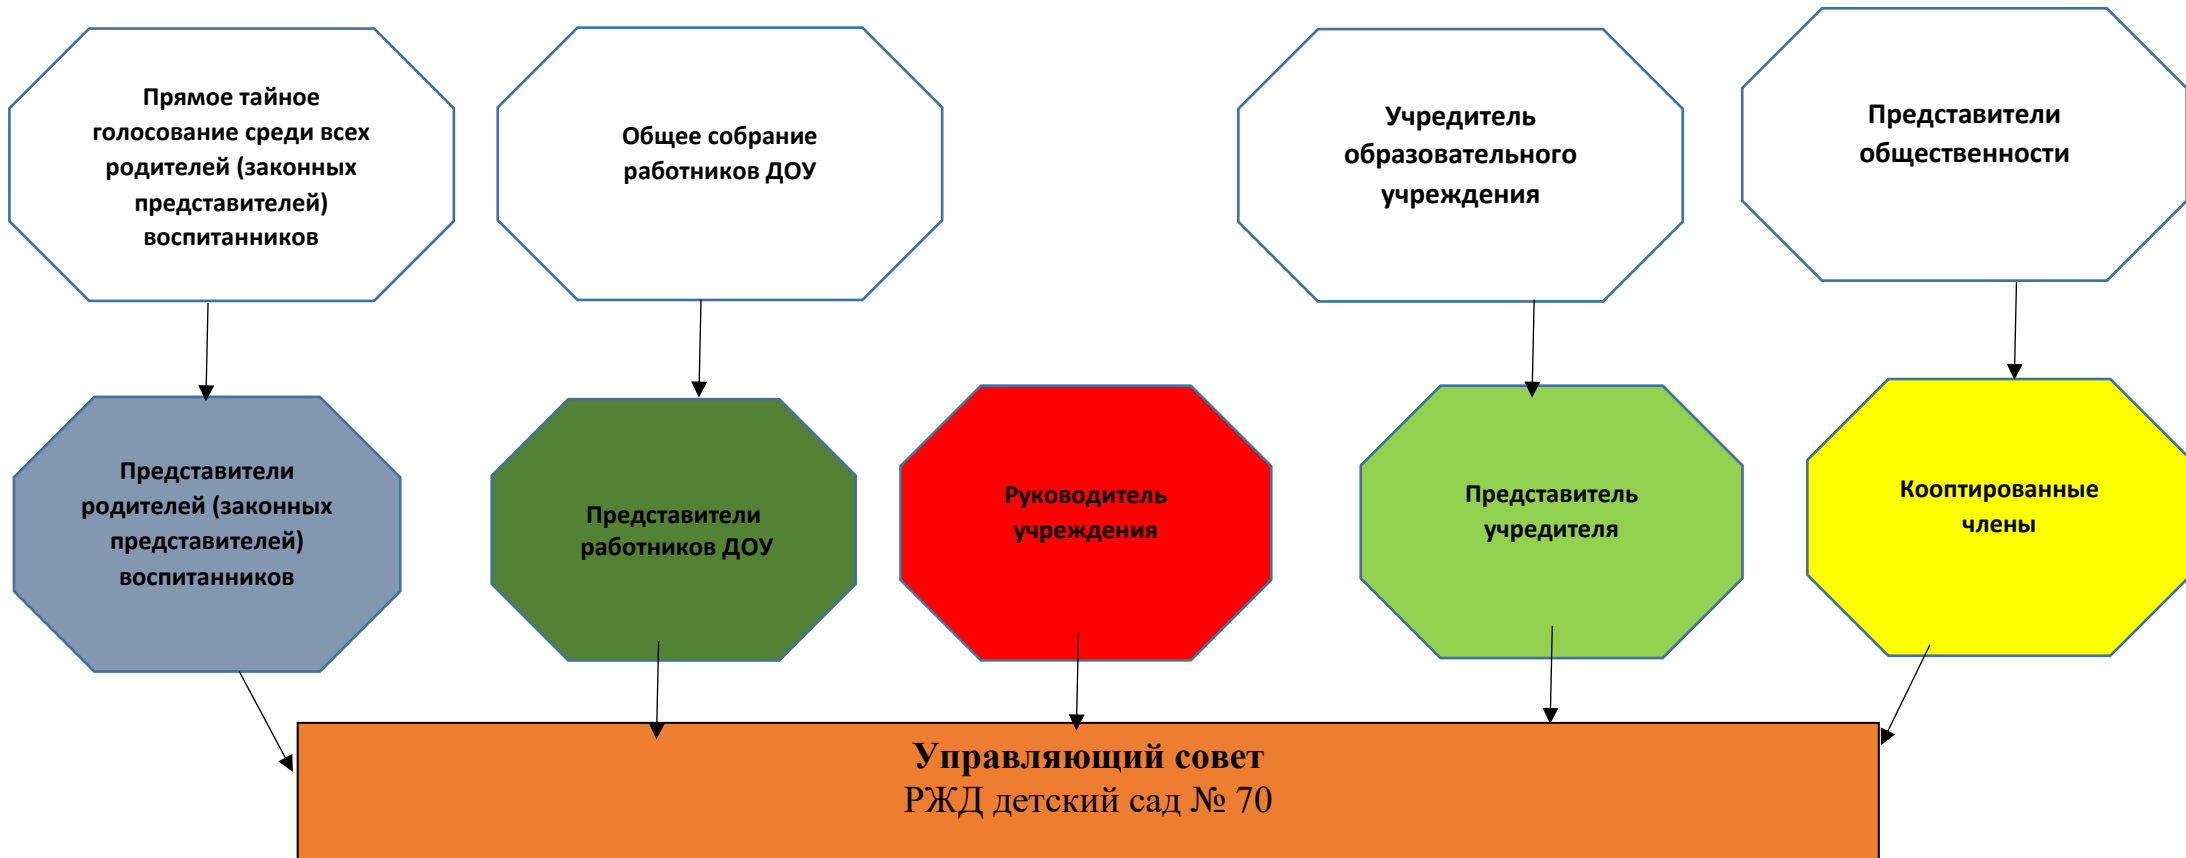 Прямое тайное
голосование среди всех
родителей (законных
представителей)
воспитанников
Общее собрание
работников ДОУ
Учредитель
образовательного
учреждения
Представители
общественности
Представители
родителей (законных
представителей)
воспитанников
Представители
работников ДОУ
Руководитель
учреждения
Представитель
учредителя
Кооптированные
члены
Управляющий совет
РЖД детский сад № 70